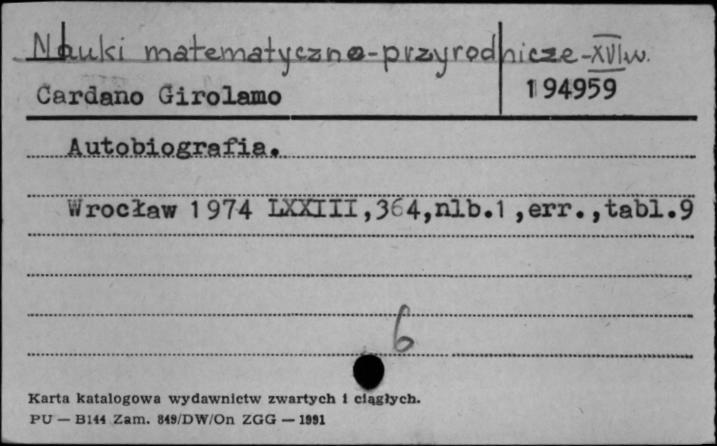 Nauki matematyczno-przyrodnicze-XVI w.
Cardano Girolamo
194959
Autobiografia.
Wrocław 1974 LXXIII,364,nlb.1,err.,tabl.9
6
Karta katalogowa wydawnictw zwartych i ciągłych.
PU — B144 Zam. 849/DW/On ZGG — 1991